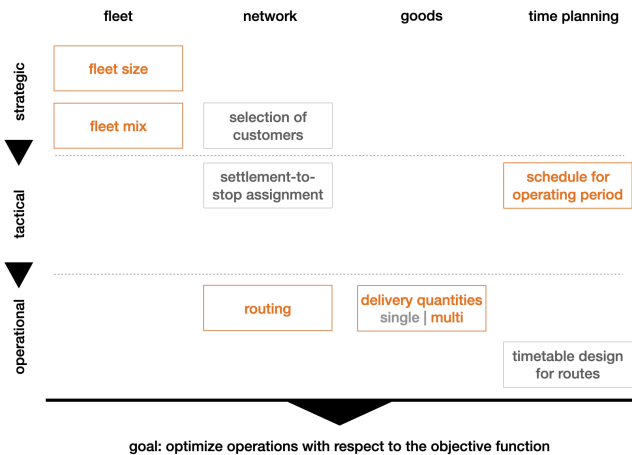 fleet network goods time planning
strategic
fleet size
fleet mix
selection of
customers
tactical
settlement-to-
stop assignment
schedule for
operating period
operational
routing
delivery quantities
single | multi
timetable design
for routes
goal: optimize operations with respect to the objective function